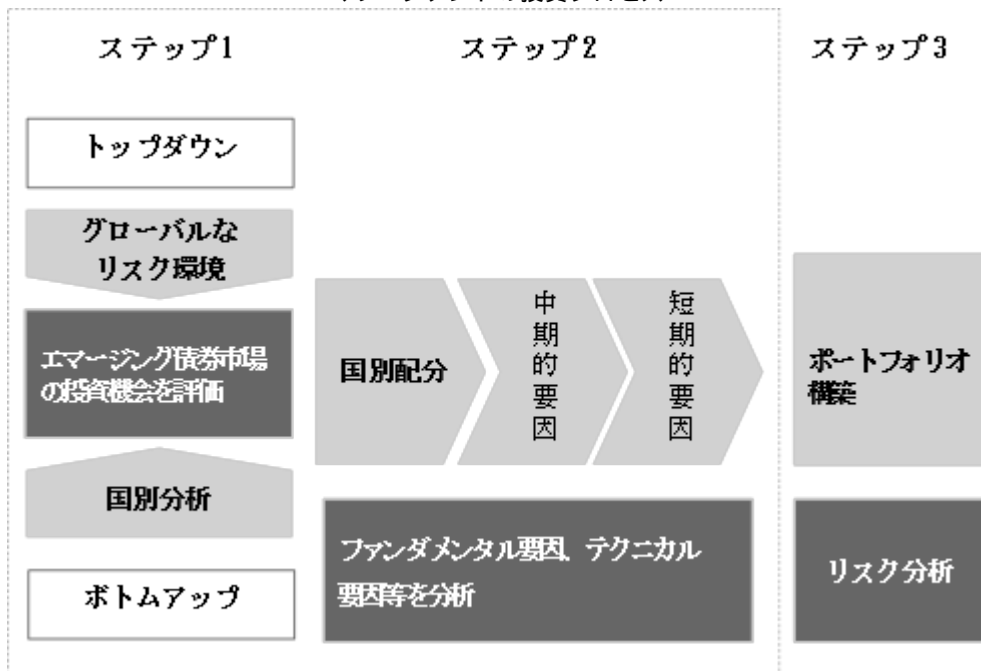 ステップ1
ステップ2
ステップ3
トップダウン
グローバルな
リスク環境
エマージング債券市場
の投資機会を評価
国別分析
ボトムアップ
国別配分
中期的要因
短期的要因
ファンダメンタル要因、テクニカル
要因等を分析
ポートフォリオ
構築
リスク分析